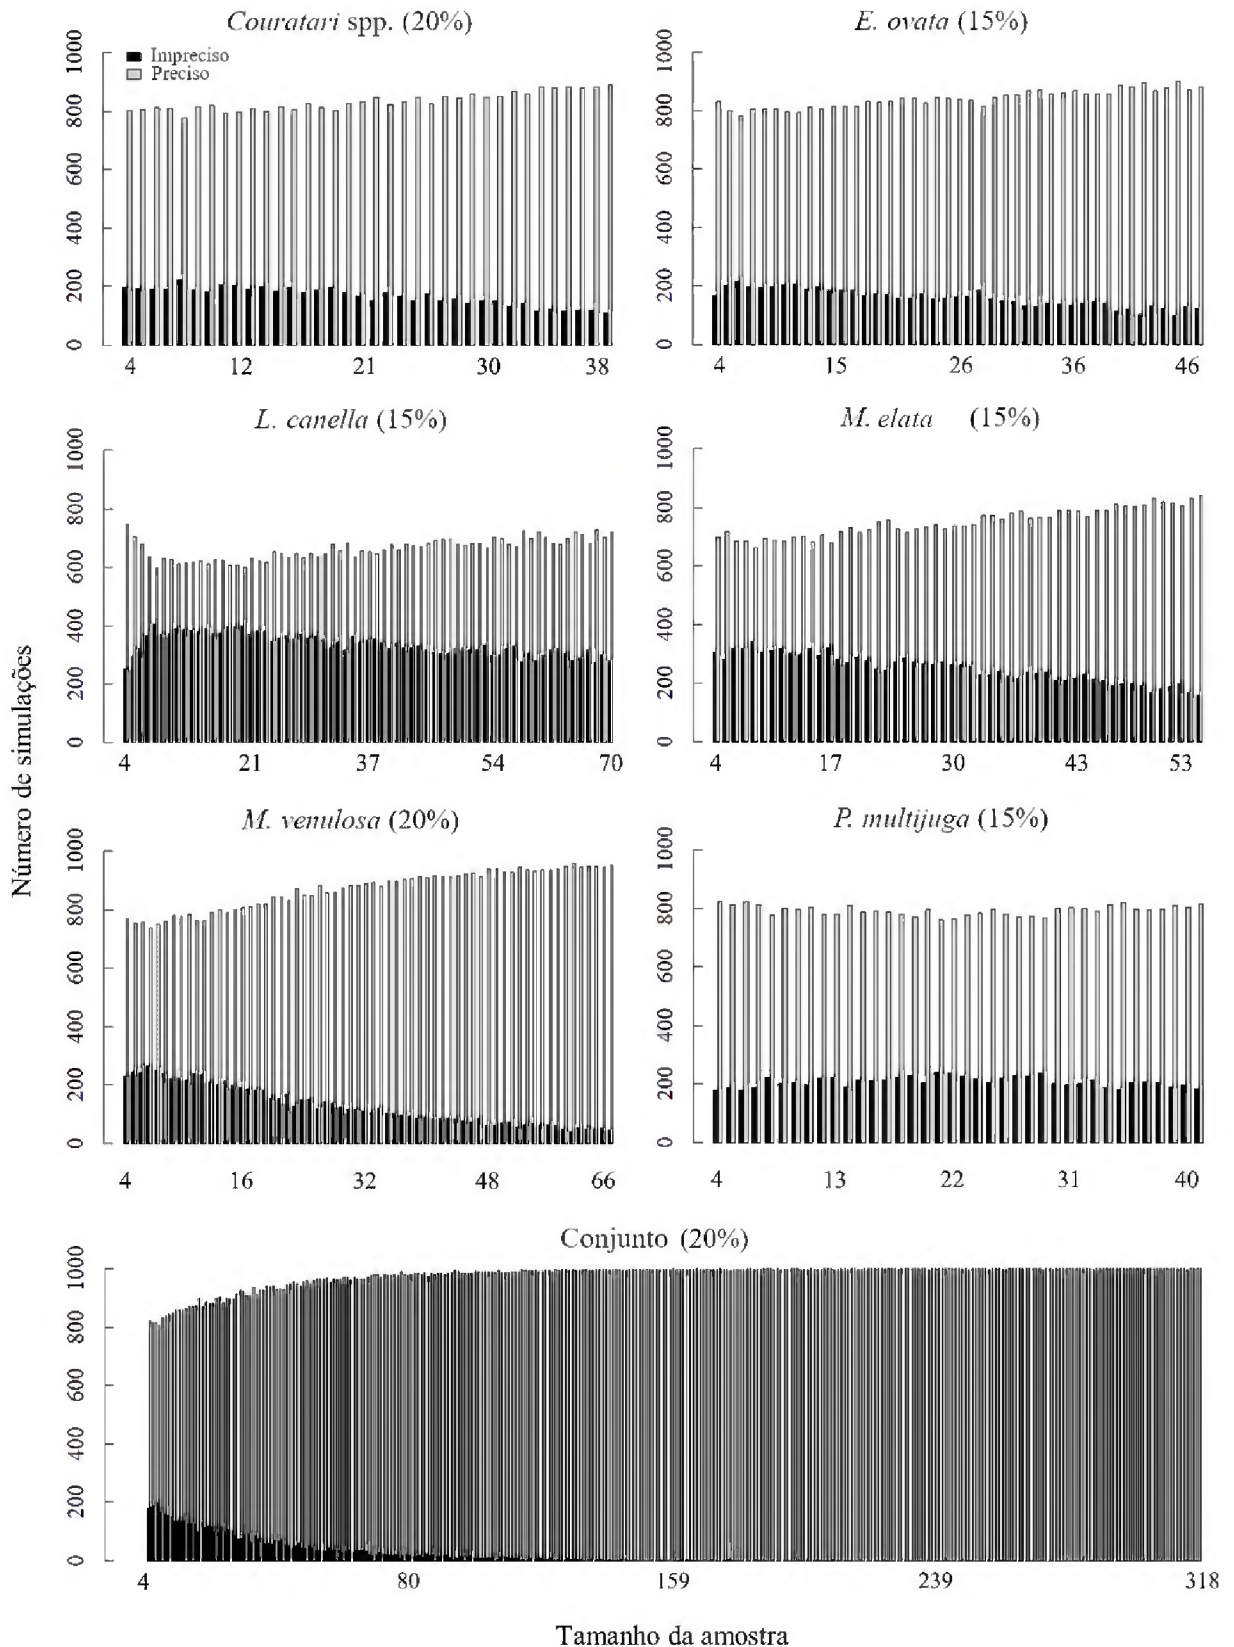 Couratari spp. (20%)
1000
800
600
400
200
0
Impreciso
Preciso
4 12 21 30 38
E. ovata (15%)
1000
800
600
400
200
0
4 15 26 36 46
L. canella (15%)
1000
800
600
400
200
0
4 21 37 54 70
M. elata (15%)
1000
800
600
400
200
0
4 17 30 43 53
M. venulosa (20%)
1000
800
600
400
200
0
4 16 32 48 66
P. multijuga (15%)
1000
800
600
400
200
0
4 13 22 31 40
Conjunto (20%)
1000
800
600
400
200
0
4 80 159 239 318
Número de simulações
Tamanho da amostra